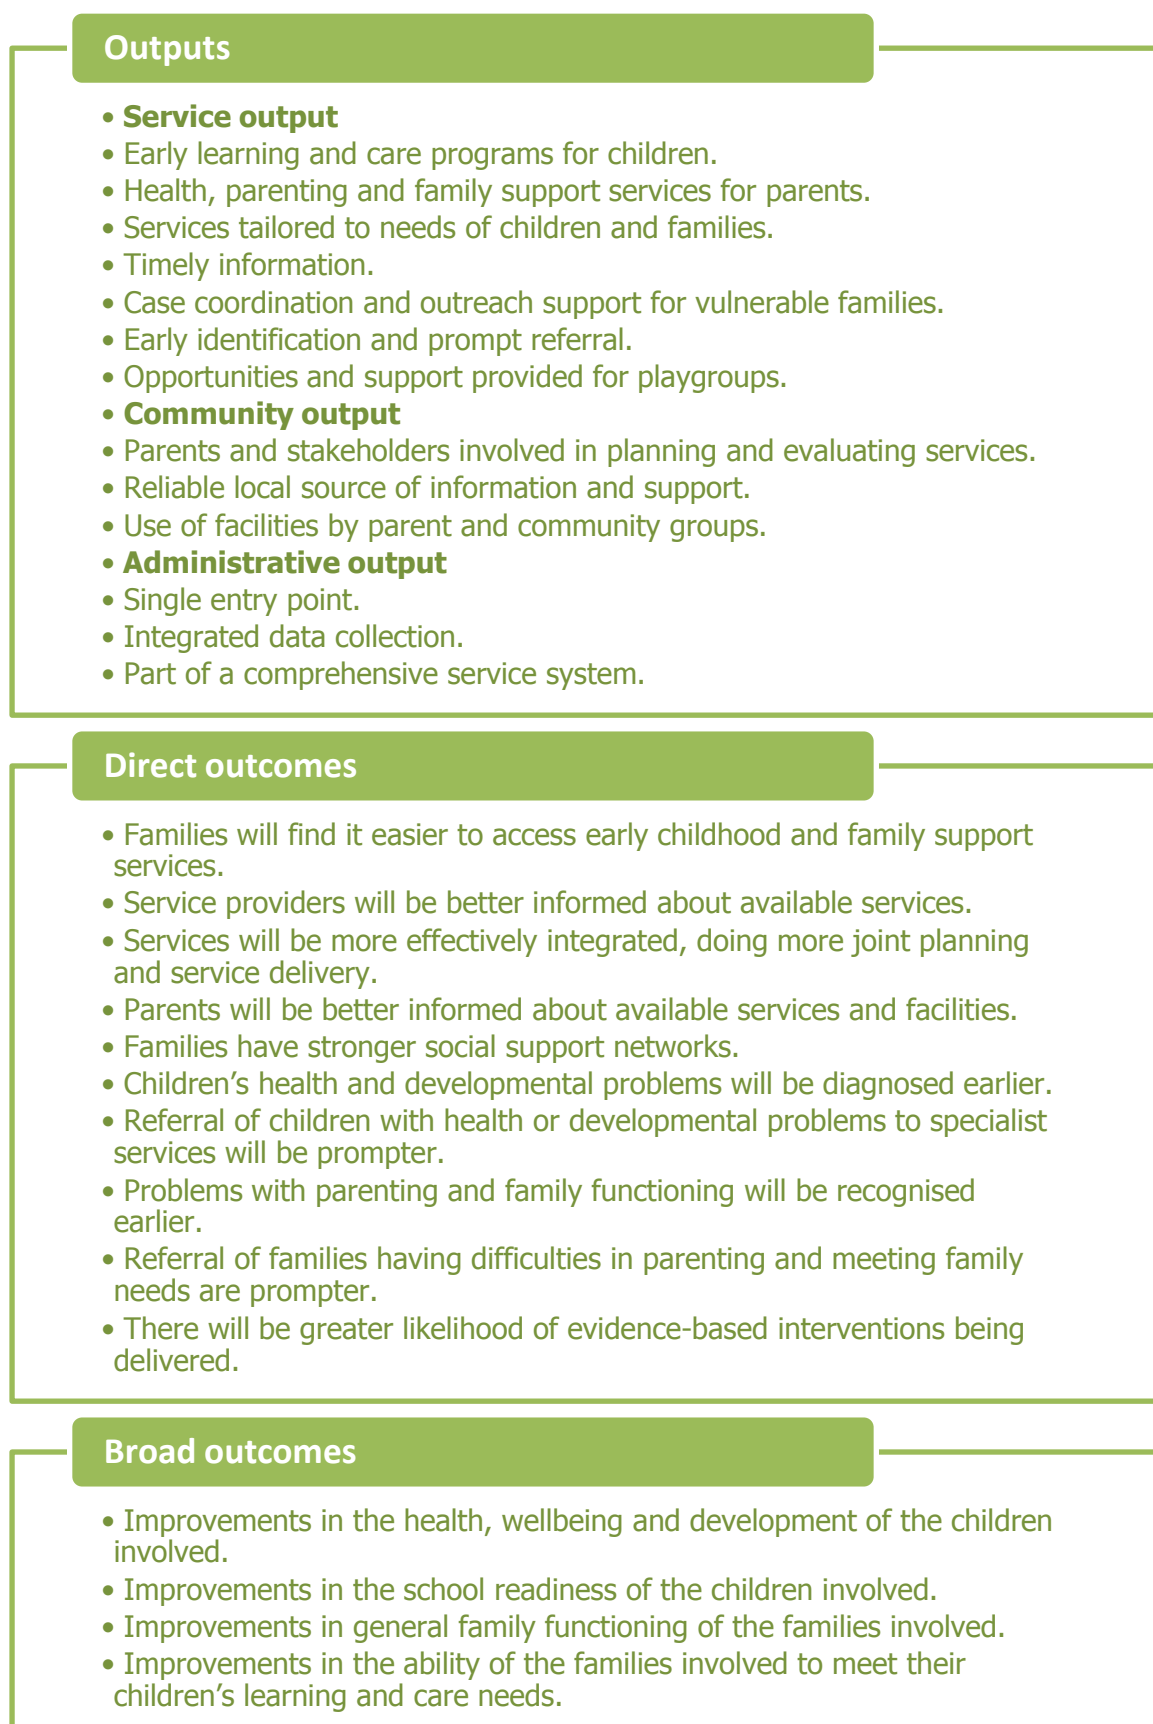 Outputs
• Service output
• Early learning and care programs for children.
• Health, parenting and family support services for parents.
• Services tailored to needs of children and families.
• Timely information.
• Case coordination and outreach support for vulnerable families.
• Early identification and prompt referral.
• Opportunities and support provided for playgroups.
• Community output
• Parents and stakeholders involved in planning and evaluating services.
• Reliable local source of information and support.
• Use of facilities by parent and community groups.
• Administrative output
• Single entry point.
• Integrated data collection.
• Part of a comprehensive service system.
Direct outcomes
• Families will find it easier to access early childhood and family support
services.
• Service providers will be better informed about available services.
• Services will be more effectively integrated, doing more joint planning
and service delivery.
• Parents will be better informed about available services and facilities.
• Families have stronger social support networks.
• Children’s health and developmental problems will be diagnosed earlier.
• Referral of children with health or developmental problems to specialist
services will be prompter.
• Problems with parenting and family functioning will be recognised
earlier.
• Referral of families having difficulties in parenting and meeting family
needs are prompter.
• There will be greater likelihood of evidence-based interventions being
delivered.
Broad outcomes
• Improvements in the health, wellbeing and development of the children
involved.
• Improvements in the school readiness of the children involved.
• Improvements in general family functioning of the families involved.
• Improvements in the ability of the families involved to meet their
children’s learning and care needs.